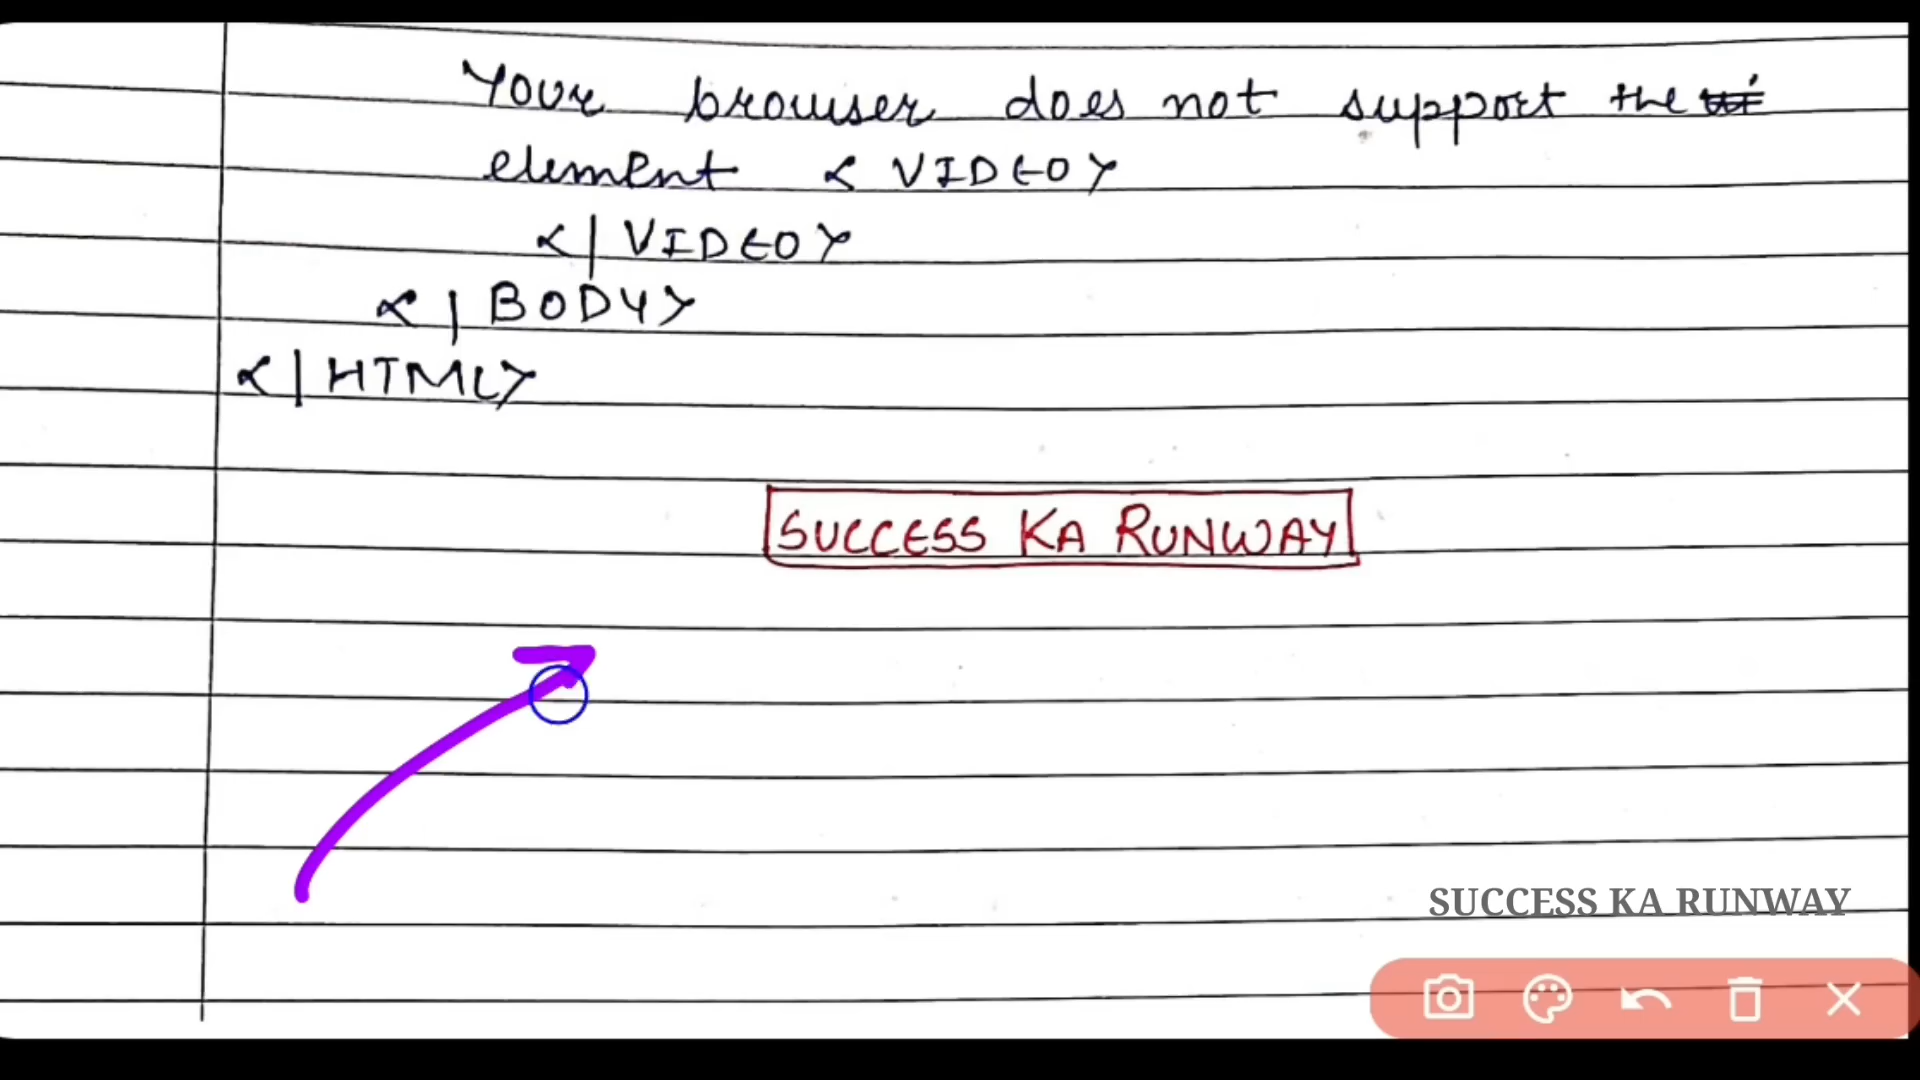 Your browser does not support the
element < VIDEO>
</VIDEO>
</BODY>
</HTML>
SUCCESS KA RUNWAY
SUCCESS KA RUNWAY